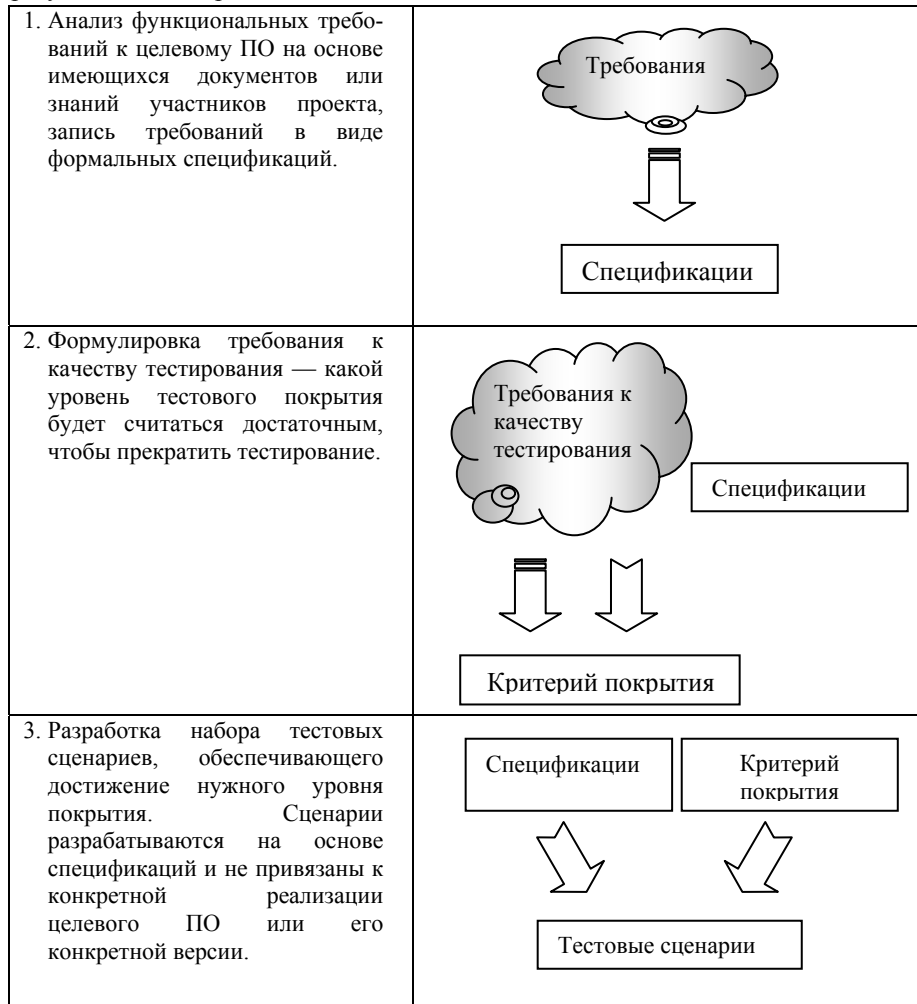 1. Анализ функциональных требо-
ваний к целевому ПО на основе
имеющихся документов или
знаний участников проекта,
запись требований в виде
формальных спецификаций.
Требования
Спецификации
2. Формулировка требования к
качеству тестирования — какой
уровень тестового покрытия
будет считаться достаточным,
чтобы прекратить тестирование.
Требования к
качеству
тестирования
Спецификации
Критерий покрытия
3. Разработка набора тестовых
сценариев, обеспечивающего
достижение нужного уровня
покрытия. Сценарии
разрабатываются на основе
спецификаций и не привязаны к
конкретной реализации
целевого ПО или его
конкретной версии.
Спецификации
Критерий
покрытия
Тестовые сценарии